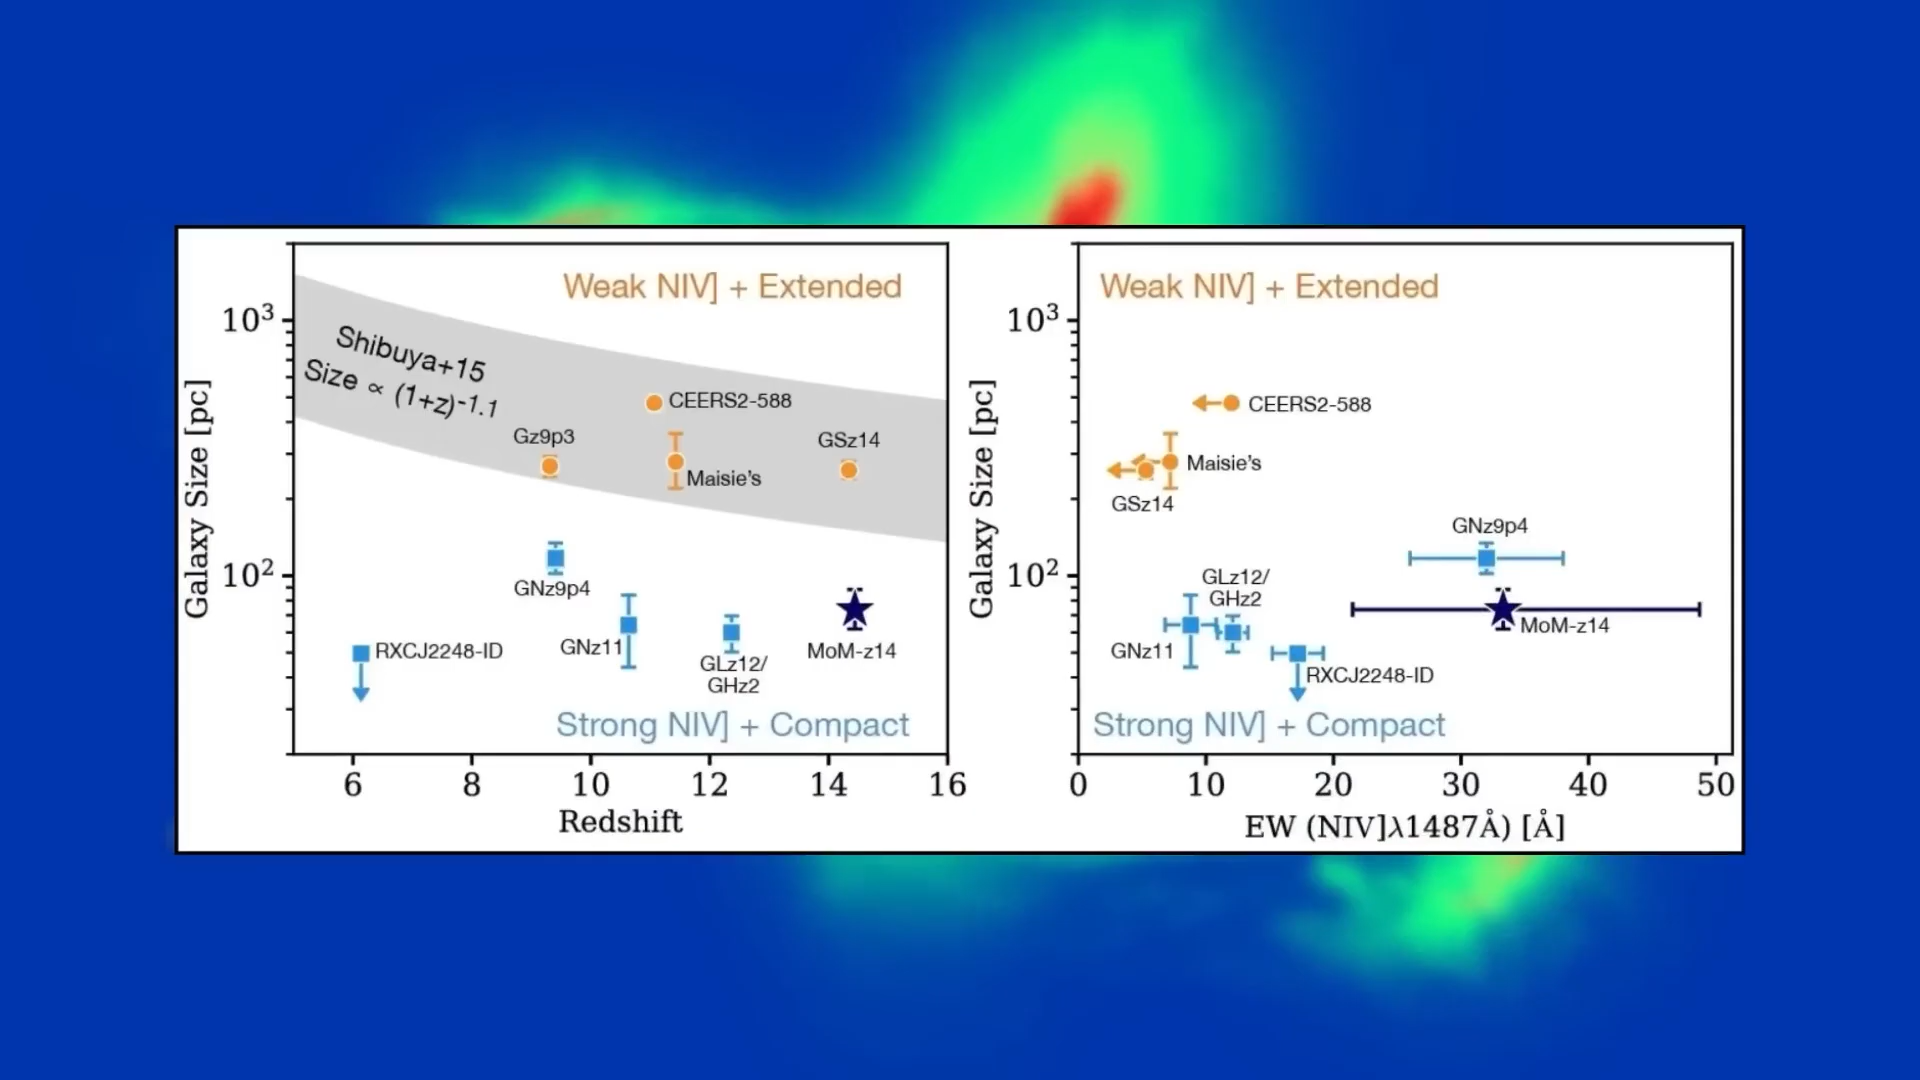 Weak NIV] + Extended
10³
Shibuya+15
Size ∝ (1+z)⁻¹·¹
CEERS2-588
Gz9p3
GSz14
Maisie's
Galaxy Size [pc]
10²
GNz9p4
RXCJ2248-ID
GNz11
GLz12/
GHz2
MoM-z14
Strong NIV] + Compact
6 8 10 12 14 16
Redshift
Weak NIV] + Extended
10³
CEERS2-588
Maisie's
GSz14
Galaxy Size [pc]
GNz9p4
10²
GLz12/
GHz2
MoM-z14
GNz11
RXCJ2248-ID
Strong NIV] + Compact
0 10 20 30 40 50
EW (NIV]λ1487Å) [Å]